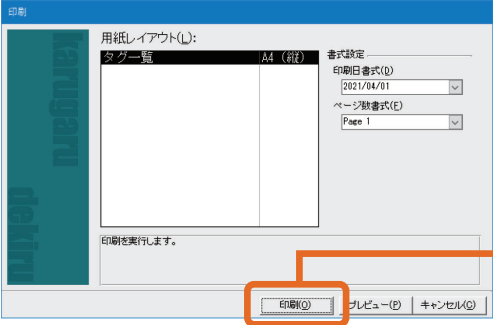 印刷
karugaru
dekiru
用紙レイアウト(L):
タグ一覧 A4 (縦)
書式設定
印刷日書式(D)
2021/04/01
ページ数書式(F)
Page 1
印刷を実行します。
印刷(O) プレビュー(P) キャンセル(C)